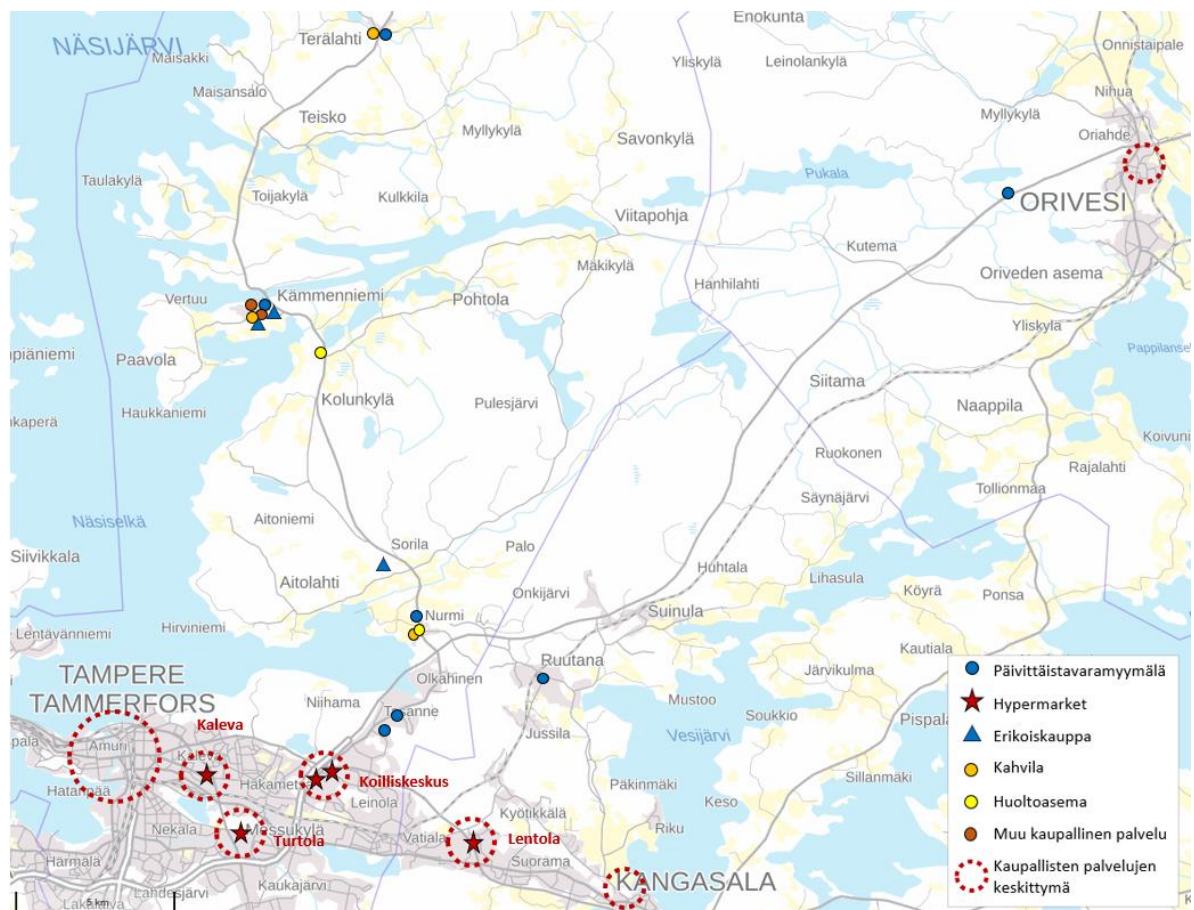 Enokunta
NÄSIJÄRVI
Terälahti
Onnistaipale
Maisakki
Yliskylä
Leinolankylä
Nihua
Maisansalo
Teisko
Myllykylä
Savonkylä
Myllykylä
Oriahde
Taulakylä
Pukala
Toijakylä
Kulkkila
Viitapohja
ORIVESI
Kutema
Mäkikylä
Hanhilahti
Oriveden asema
Vertuu
Kämmenniemi
Pohtola
Yliskylä
Paavola
Pappilansel
Siitama
Kolunkylä
Haukkaniemi
Pulesjärvi
Naappila
Koivuni
Ruokonen
Rajalahti
Säynäjärvi
Tollionmaa
Näsiselkä
Aitoniemi
Siivikkala
Sorila
Palo
Aitolahti
Huhtala
Lihasula
Köyrä
Ponsa
Onkijärvi
Nurmi
Suinula
Lentävänniemi
Hirviniemi
Kautiala
Ruutana
Järvikulma
TAMPERE
TAMMERFORS
Olkahinen
Niihama
Mustoo
Soukkio
Pispala
Kaleva
Vesijärvi
Amuri
Jussila
Koilliskeskus
Sillanmäki
Hatanpää
Leinola
Päkinmäki
Keso
Kyötikkälä
Nekala
Messukylä
Turtola
Vatiala
Lentola
Riku
Suorama
Härmälä
KANGASALA
Lahdesjärvi
Kaukajärvi
5 km
Päivittäistavaramyymälä
Hypermarket
Erikoiskauppa
Kahvila
Huoltoasema
Muu kaupallinen palvelu
Kaupallisten palvelujen
keskittymä